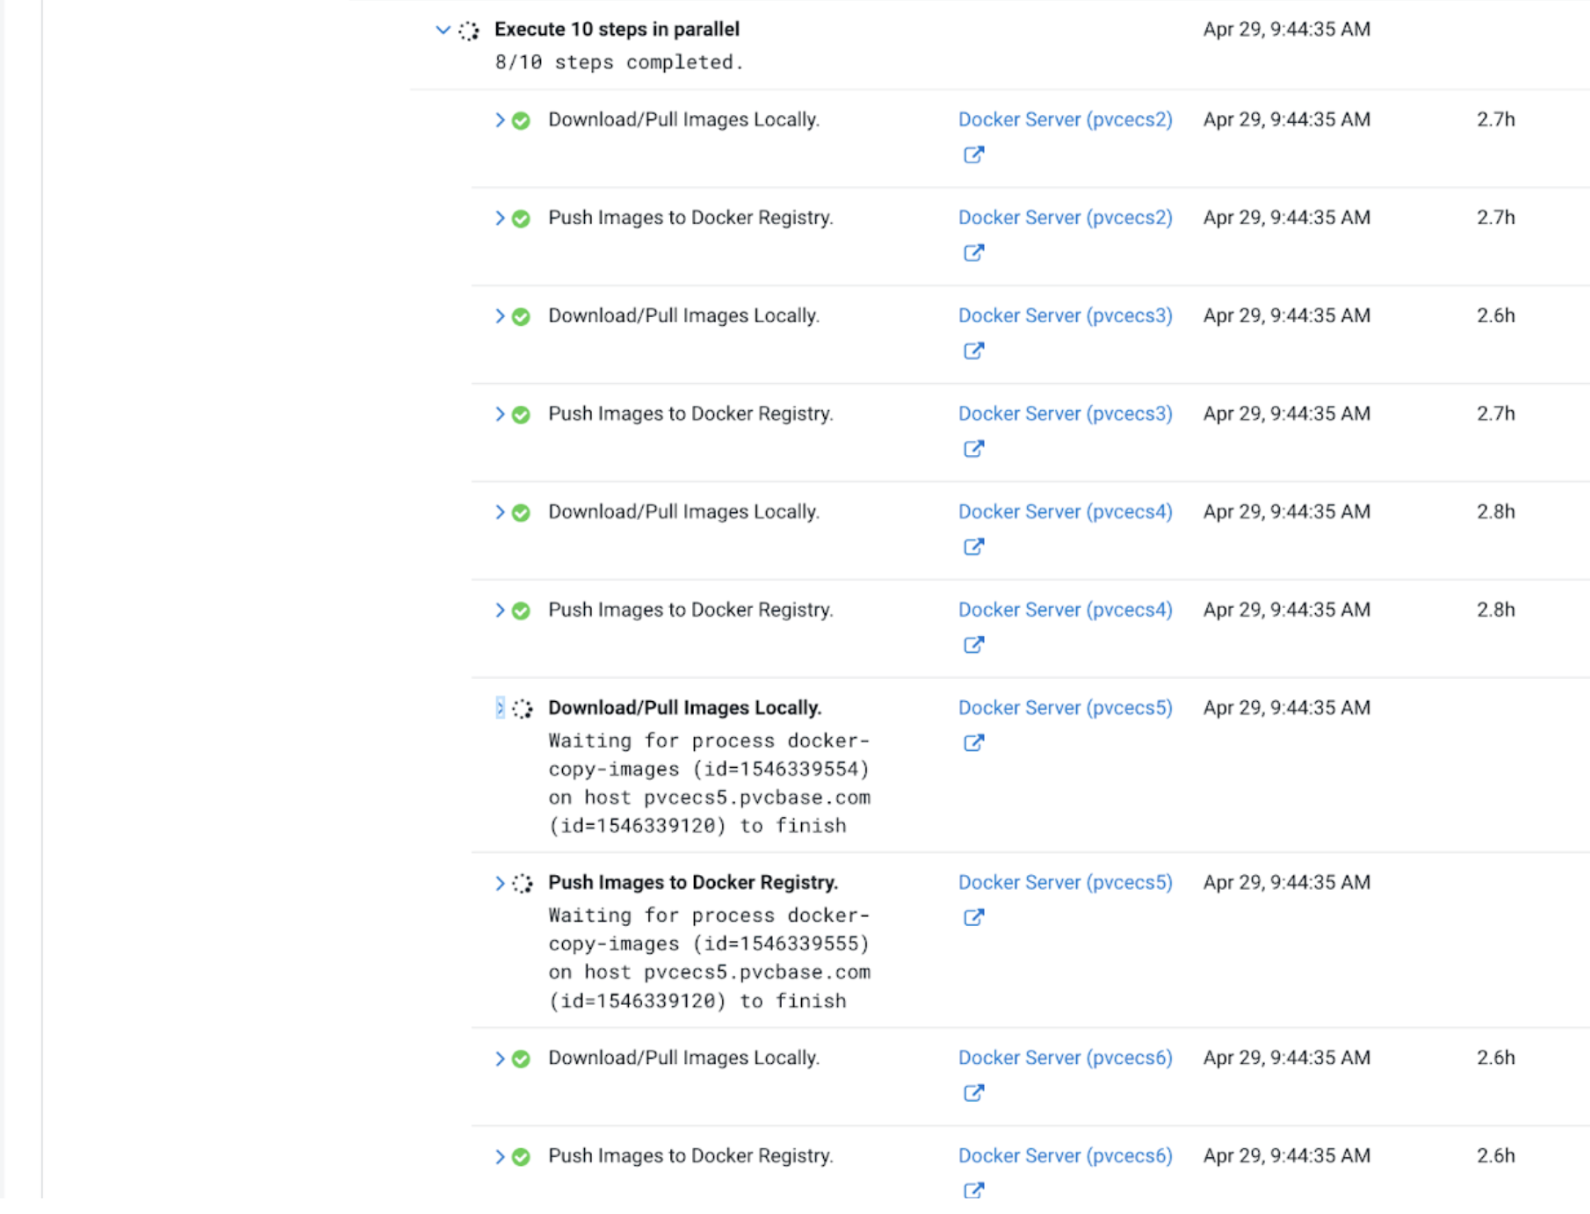 Execute 10 steps in parallel Apr 29, 9:44:35 AM
8/10 steps completed.
Download/Pull Images Locally. Docker Server (pvcecs2) Apr 29, 9:44:35 AM 2.7h
Push Images to Docker Registry. Docker Server (pvcecs2) Apr 29, 9:44:35 AM 2.7h
Download/Pull Images Locally. Docker Server (pvcecs3) Apr 29, 9:44:35 AM 2.6h
Push Images to Docker Registry. Docker Server (pvcecs3) Apr 29, 9:44:35 AM 2.7h
Download/Pull Images Locally. Docker Server (pvcecs4) Apr 29, 9:44:35 AM 2.8h
Push Images to Docker Registry. Docker Server (pvcecs4) Apr 29, 9:44:35 AM 2.8h
Download/Pull Images Locally. Docker Server (pvcecs5) Apr 29, 9:44:35 AM
Waiting for process docker-
copy-images (id=1546339554)
on host pvcecs5.pvcbase.com
(id=1546339120) to finish
Push Images to Docker Registry. Docker Server (pvcecs5) Apr 29, 9:44:35 AM
Waiting for process docker-
copy-images (id=1546339555)
on host pvcecs5.pvcbase.com
(id=1546339120) to finish
Download/Pull Images Locally. Docker Server (pvcecs6) Apr 29, 9:44:35 AM 2.6h
Push Images to Docker Registry. Docker Server (pvcecs6) Apr 29, 9:44:35 AM 2.6h